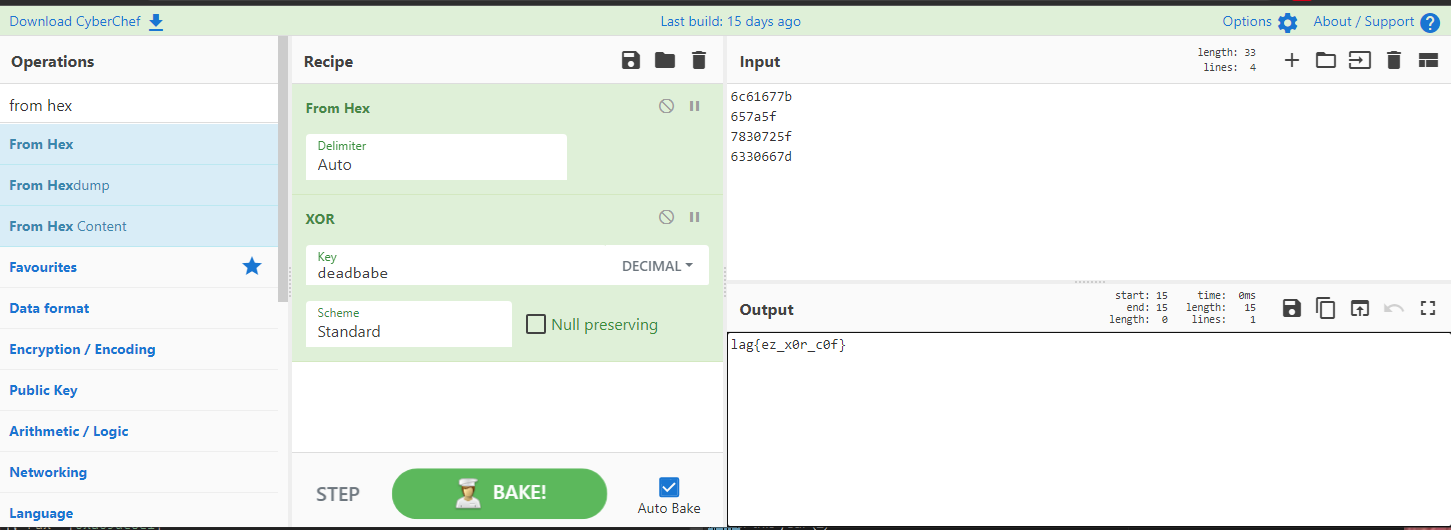 Download CyberChef
Last build: 15 days ago
Options
About / Support
Operations
from hex
From Hex
From Hexdump
From Hex Content
Favourites
Data format
Encryption / Encoding
Public Key
Arithmetic / Logic
Networking
Language
Recipe
From Hex
Delimiter
Auto
XOR
Key
deadbabe
DECIMAL
Scheme
Standard
Null preserving
STEP
BAKE!
Auto Bake
Input
length: 33
lines: 4
6c61677b
657a5f
7830725f
6330667d
Output
start: 15 time: 0ms
end: 15 length: 15
length: 0 lines: 1
lag{ez_x0r_c0f}